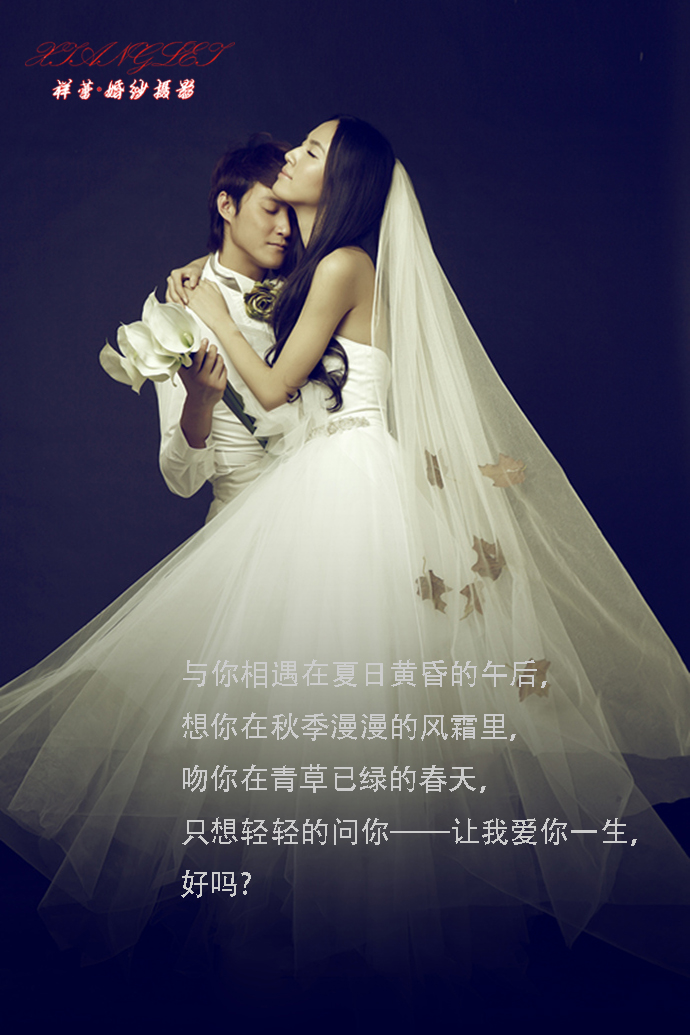 XIANGLEI
祥蕾·婚纱摄影
与你相遇在夏日黄昏的午后,
想你在秋季漫漫的风霜里,
吻你在青草已绿的春天,
只想轻轻的问你——让我爱你一生,
好吗?